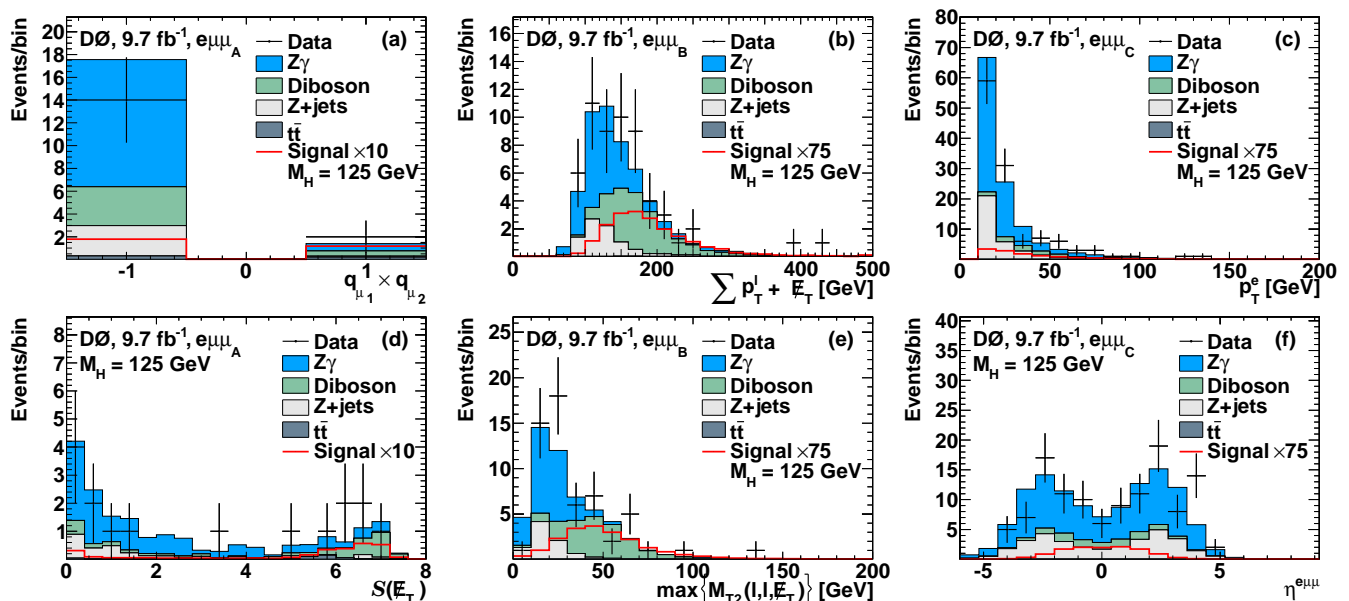 Events/bin
DØ, 9.7 fb⁻¹, eμμ_A
(a)
Data
Zγ
Diboson
Z+jets
tt̄
Signal ×10
M_H = 125 GeV
20
18
16
14
12
10
8
6
4
2
-1 0 1
q_μ₁ × q_μ₂
Events/bin
DØ, 9.7 fb⁻¹, eμμ_B
(b)
Data
Zγ
Diboson
Z+jets
tt̄
Signal ×75
M_H = 125 GeV
16
14
12
10
8
6
4
2
0
0 200 400 500
∑ p_T^l + E̸_T [GeV]
Events/bin
DØ, 9.7 fb⁻¹, eμμ_C
(c)
Data
Zγ
Diboson
Z+jets
tt̄
Signal ×75
M_H = 125 GeV
80
70
60
50
40
30
20
10
0
0 50 100 150 200
p_T^e [GeV]
Events/bin
DØ, 9.7 fb⁻¹, eμμ_A
(d)
M_H = 125 GeV
Data
Zγ
Diboson
Z+jets
tt̄
Signal ×10
8
7
6
5
4
3
2
1
0 2 4 6 8
S(E̸_T)
Events/bin
DØ, 9.7 fb⁻¹, eμμ_B
(e)
Data
Zγ
Diboson
Z+jets
tt̄
Signal ×75
M_H = 125 GeV
25
20
15
10
5
0
0 50 100 150 200
max{M_T2(l,l,E̸_T)} [GeV]
Events/bin
DØ, 9.7 fb⁻¹, eμμ_C
(f)
M_H = 125 GeV
Data
Zγ
Diboson
Z+jets
tt̄
Signal ×75
40
35
30
25
20
15
10
5
0
-5 0 5
η^eμμ